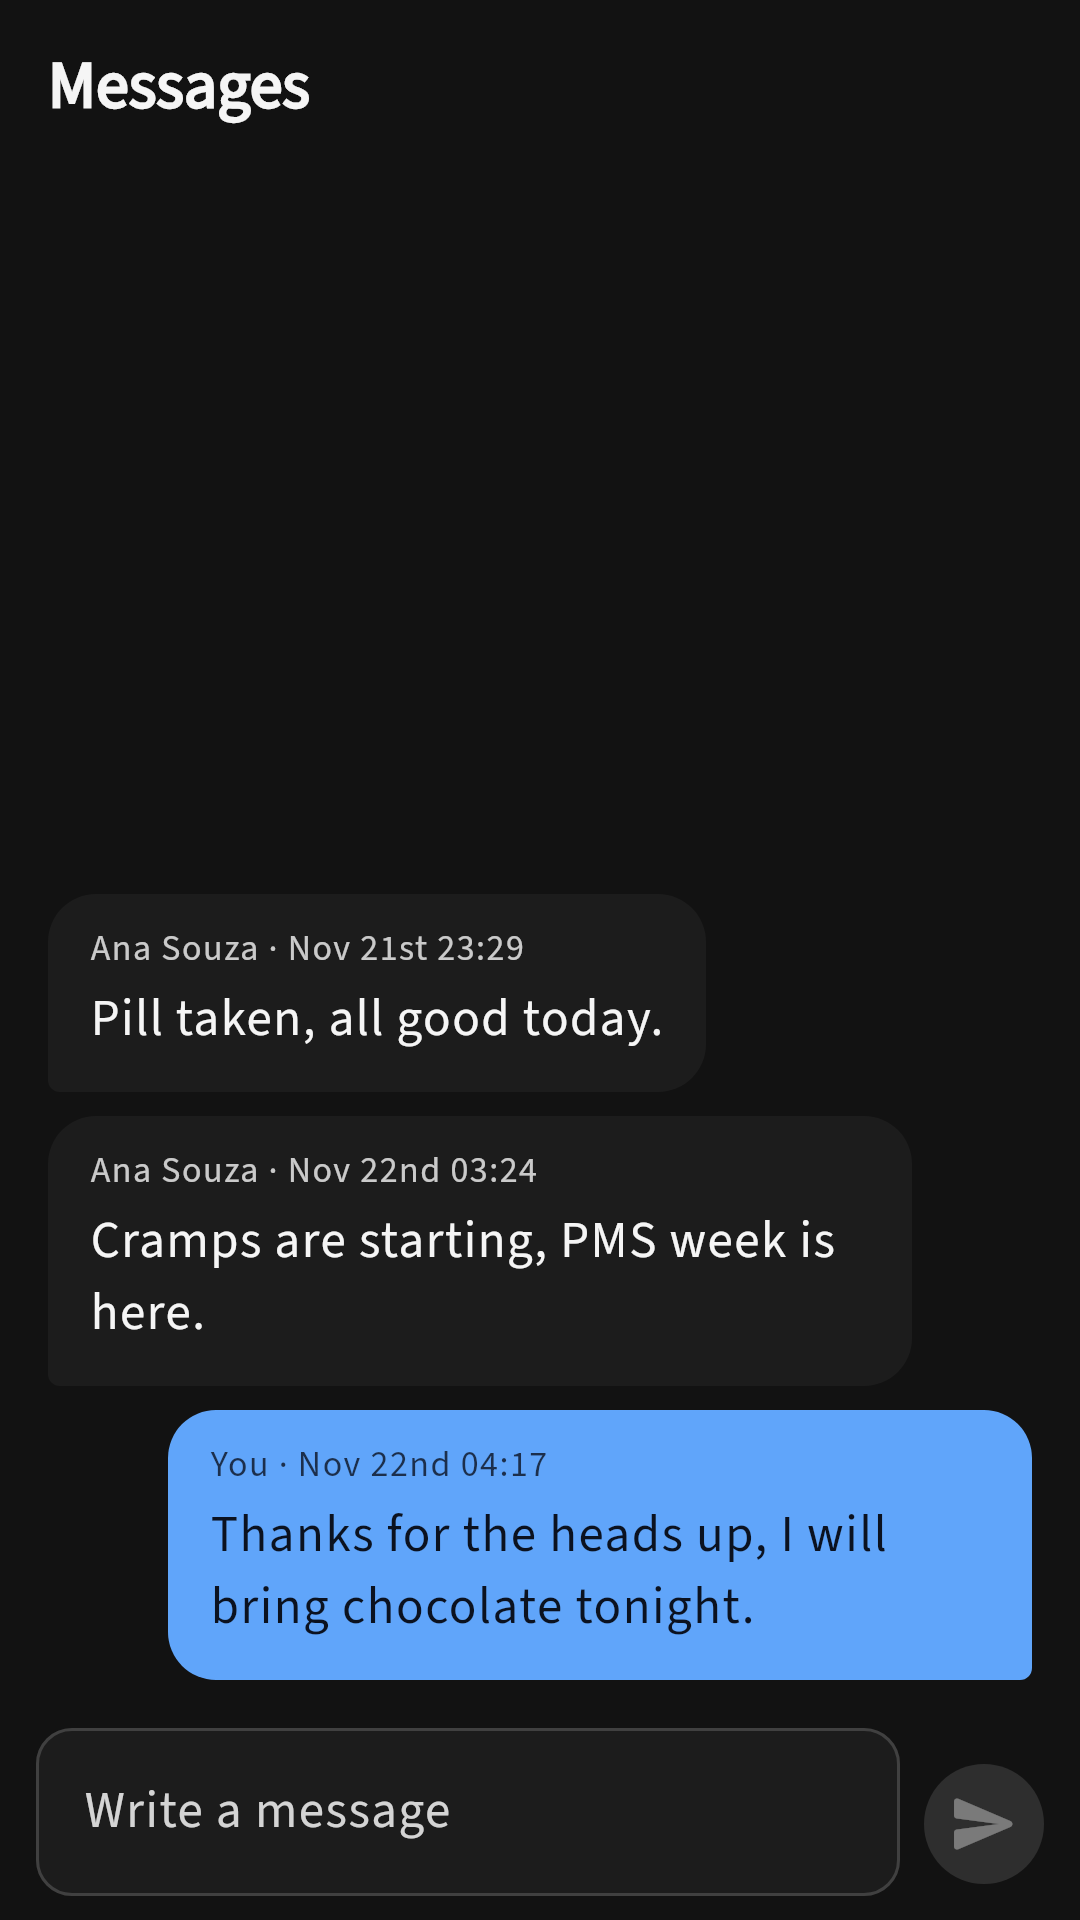 Messages
Ana Souza · Nov 21st 23:29
Pill taken, all good today.
Ana Souza · Nov 22nd 03:24
Cramps are starting, PMS week is
here.
You · Nov 22nd 04:17
Thanks for the heads up, I will
bring chocolate tonight.
Write a message